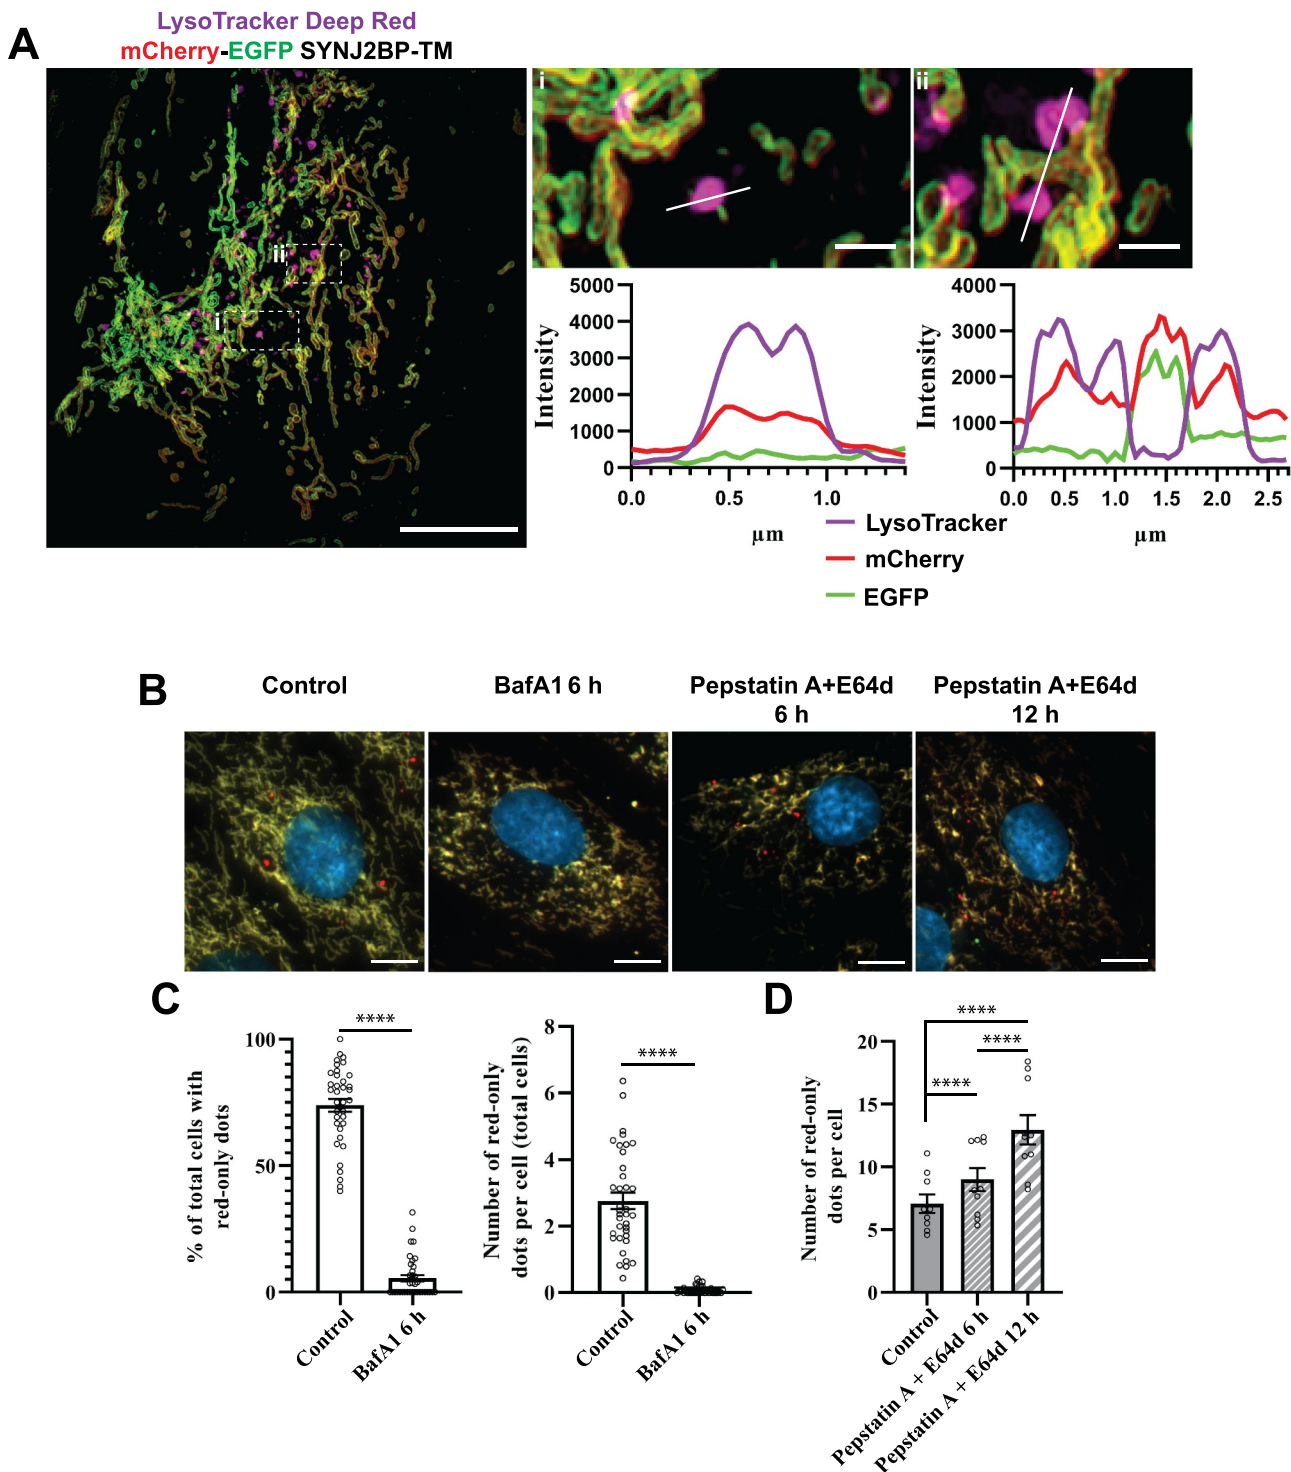 A
LysoTracker Deep Red
mCherry-EGFP SYNJ2BP-TM
i
ii
ii
i
Intensity
5000
4000
3000
2000
1000
0
0.0 0.5 1.0
µm
Intensity
4000
3000
2000
1000
0
0.0 0.5 1.0 1.5 2.0 2.5
µm
LysoTracker
mCherry
EGFP
B
Control
BafA1 6 h
Pepstatin A+E64d
6 h
Pepstatin A+E64d
12 h
C
% of total cells with
red-only dots
100
50
0
****
Control
BafA1 6 h
Number of red-only
dots per cell (total cells)
8
6
4
2
0
****
Control
BafA1 6 h
D
Number of red-only
dots per cell
20
15
10
5
0
****
****
****
Control
Pepstatin A + E64d 6 h
Pepstatin A + E64d 12 h